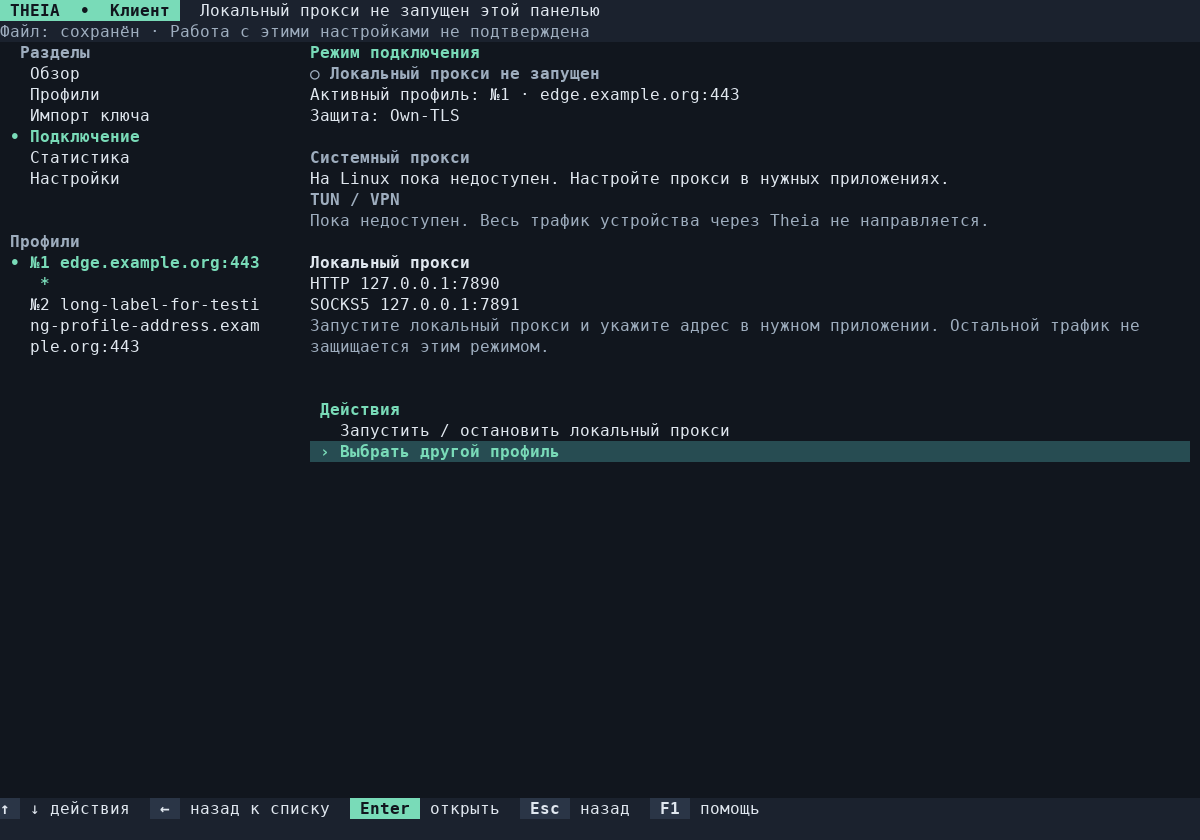 THEIA • Клиент Локальный прокси не запущен этой панелью
Файл: сохранён · Работа с этими настройками не подтверждена
Разделы
Обзор
Профили
Импорт ключа
• Подключение
Статистика
Настройки
Профили
• №1 edge.example.org:443
*
№2 long-label-for-testi
ng-profile-address.exam
ple.org:443
Режим подключения
○ Локальный прокси не запущен
Активный профиль: №1 · edge.example.org:443
Защита: Own-TLS
Системный прокси
На Linux пока недоступен. Настройте прокси в нужных приложениях.
TUN / VPN
Пока недоступен. Весь трафик устройства через Theia не направляется.
Локальный прокси
HTTP 127.0.0.1:7890
SOCKS5 127.0.0.1:7891
Запустите локальный прокси и укажите адрес в нужном приложении. Остальной трафик не
защищается этим режимом.
Действия
Запустить / остановить локальный прокси
› Выбрать другой профиль
↑ ↓ действия ← назад к списку Enter открыть Esc назад F1 помощь